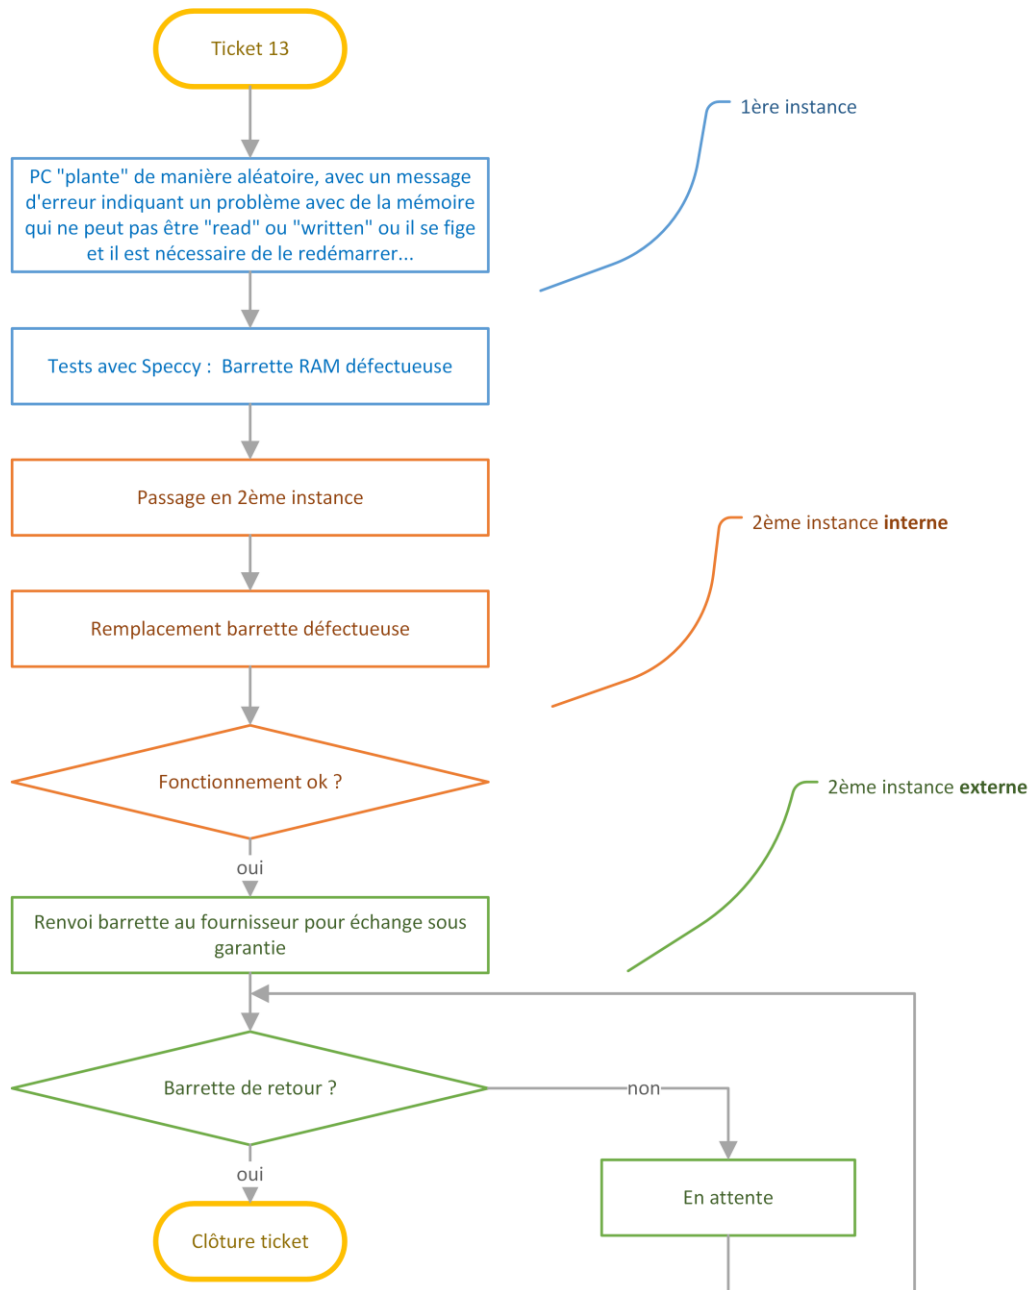 Ticket 13
1ère instance
PC "plante" de manière aléatoire, avec un message
d'erreur indiquant un problème avec de la mémoire
qui ne peut pas être "read" ou "written" ou il se fige
et il est nécessaire de le redémarrer...
Tests avec Speccy :  Barrette RAM défectueuse
Passage en 2ème instance
2ème instance interne
Remplacement barrette défectueuse
Fonctionnement ok ?
2ème instance externe
oui
Renvoi barrette au fournisseur pour échange sous
garantie
Barrette de retour ?
non
oui
En attente
Clôture ticket